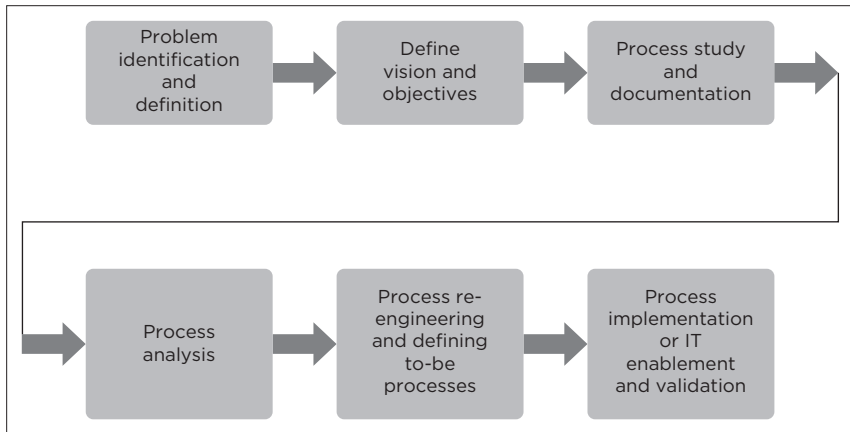 Problem
identification
and
definition
Define
vision and
objectives
Process study
and
documentation
Process
analysis
Process re-
engineering
and defining
to-be
processes
Process
implementation
or IT
enablement
and validation